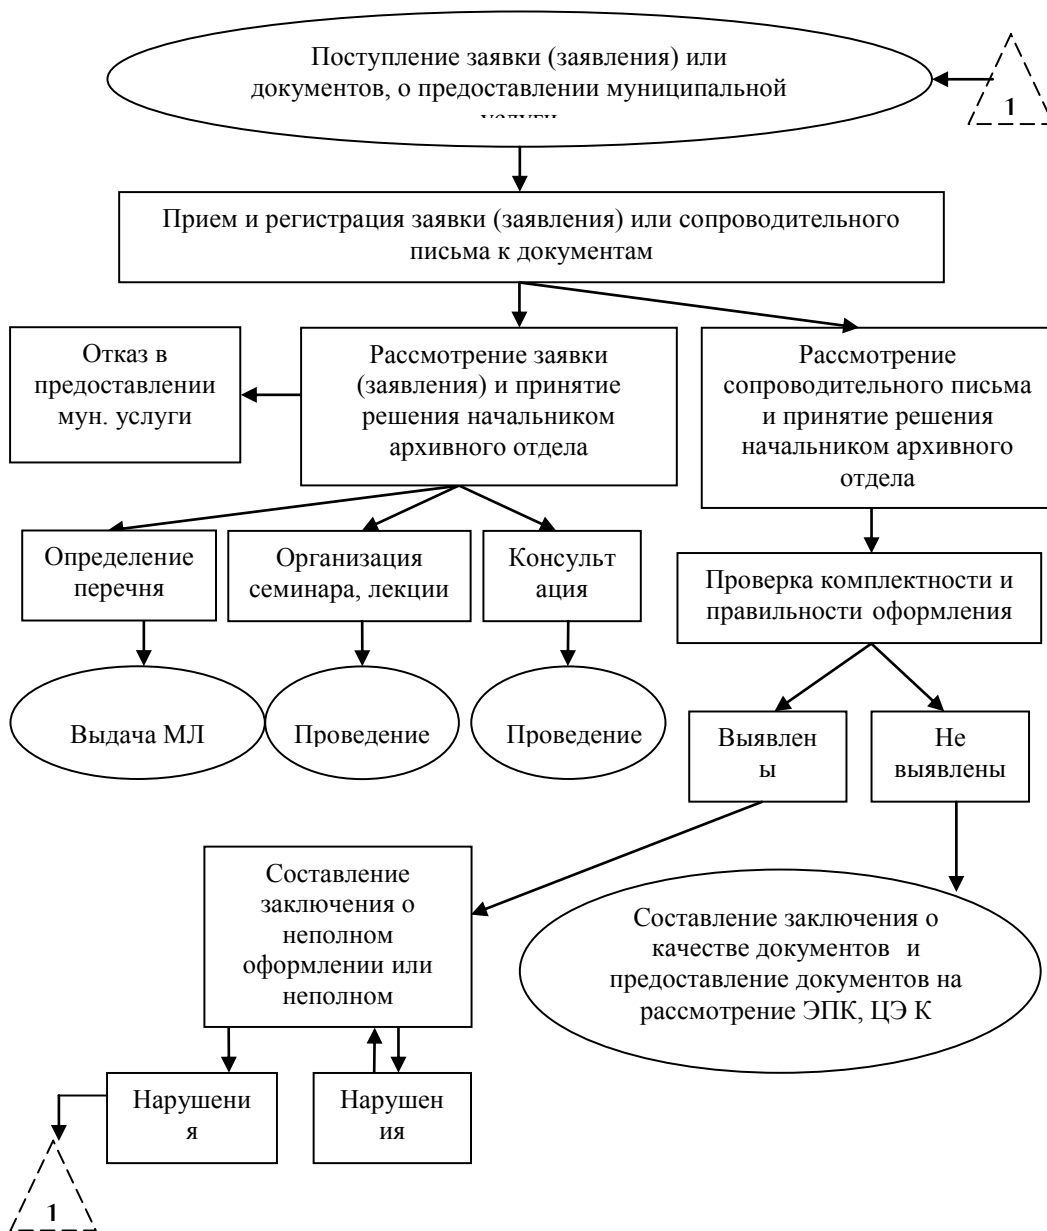 Поступление заявки (заявления) или
документов, о предоставлении муниципальной
услуги
1
Прием и регистрация заявки (заявления) или сопроводительного
письма к документам
Отказ в
предоставлении
мун. услуги
Рассмотрение заявки
(заявления) и принятие
решения начальником
архивного отдела
Рассмотрение
сопроводительного письма
и принятие решения
начальником архивного
отдела
Определение
перечня
Организация
семинара, лекции
Консульт
ация
Проверка комплектности и
правильности оформления
Выдача МЛ
Проведение
Проведение
Выявлен
ы
Не
выявлены
Составление
заключения о
неполном
оформлении или
неполном
Составление заключения о
качестве документов и
предоставление документов на
рассмотрение ЭПК, ЦЭ К
Нарушени
я
Нарушен
ия
1